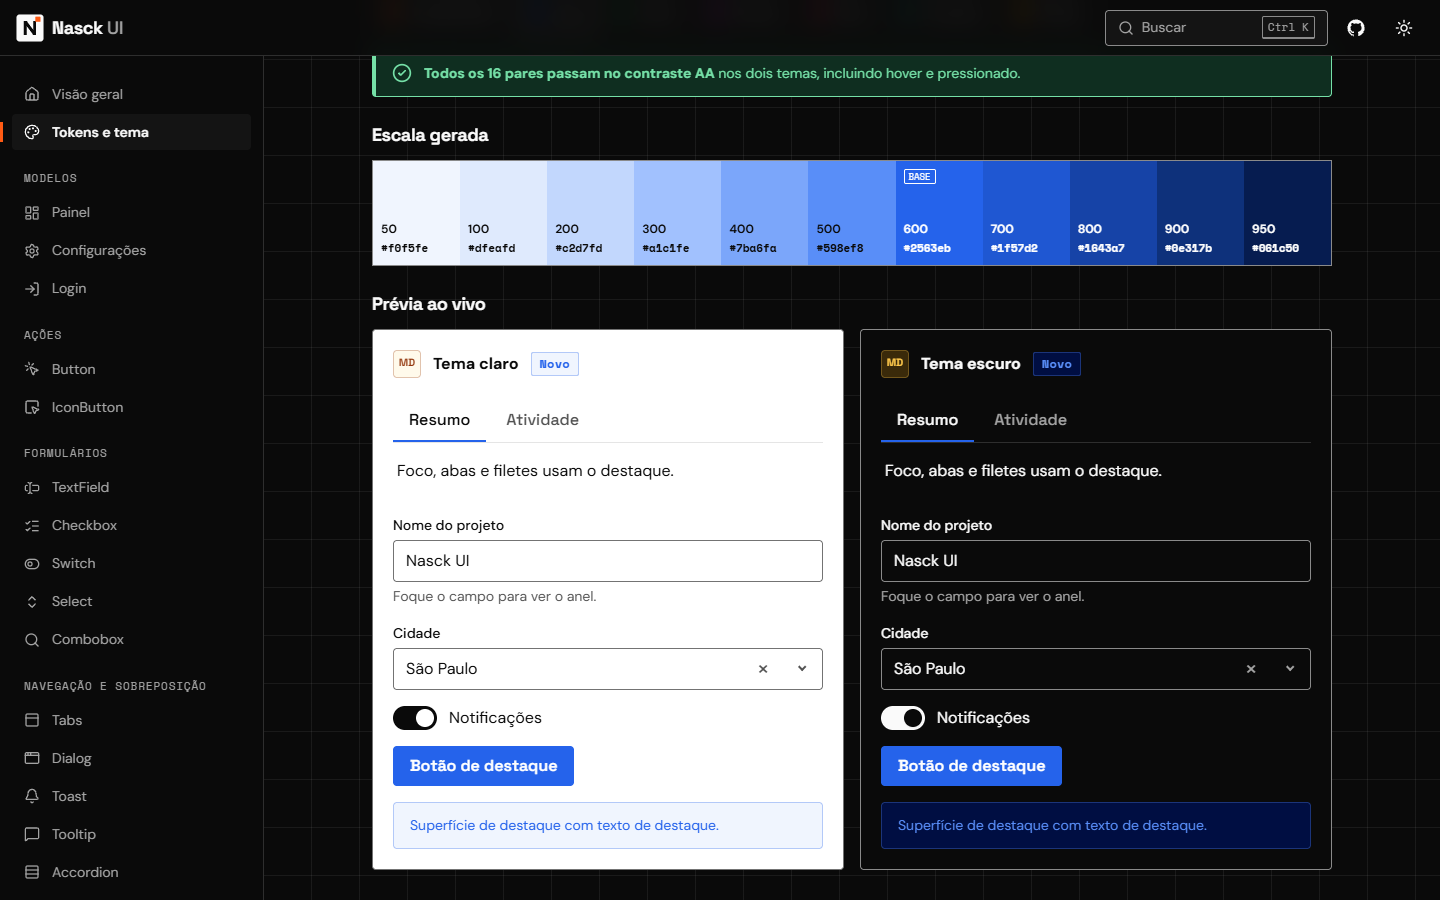 Nasck UI
Buscar
Ctrl K
Visão geral
Tokens e tema
MODELOS
Painel
Configurações
Login
AÇÕES
Button
IconButton
FORMULÁRIOS
TextField
Checkbox
Switch
Select
Combobox
NAVEGAÇÃO E SOBREPOSIÇÃO
Tabs
Dialog
Toast
Tooltip
Accordion
Todos os 16 pares passam no contraste AA nos dois temas, incluindo hover e pressionado.
Escala gerada
BASE
50 100 200 300 400 500 600 700 800 900 950
#f0f5fe #dfeafd #c2d7fd #a1c1fe #7ba6fa #598ef8 #2563eb #1f57d2 #1643a7 #0e317b #061c50
Prévia ao vivo
MD Tema claro Novo
Resumo Atividade
Foco, abas e filetes usam o destaque.
Nome do projeto
Nasck UI
Foque o campo para ver o anel.
Cidade
São Paulo
Notificações
Botão de destaque
Superfície de destaque com texto de destaque.
MD Tema escuro Novo
Resumo Atividade
Foco, abas e filetes usam o destaque.
Nome do projeto
Nasck UI
Foque o campo para ver o anel.
Cidade
São Paulo
Notificações
Botão de destaque
Superfície de destaque com texto de destaque.